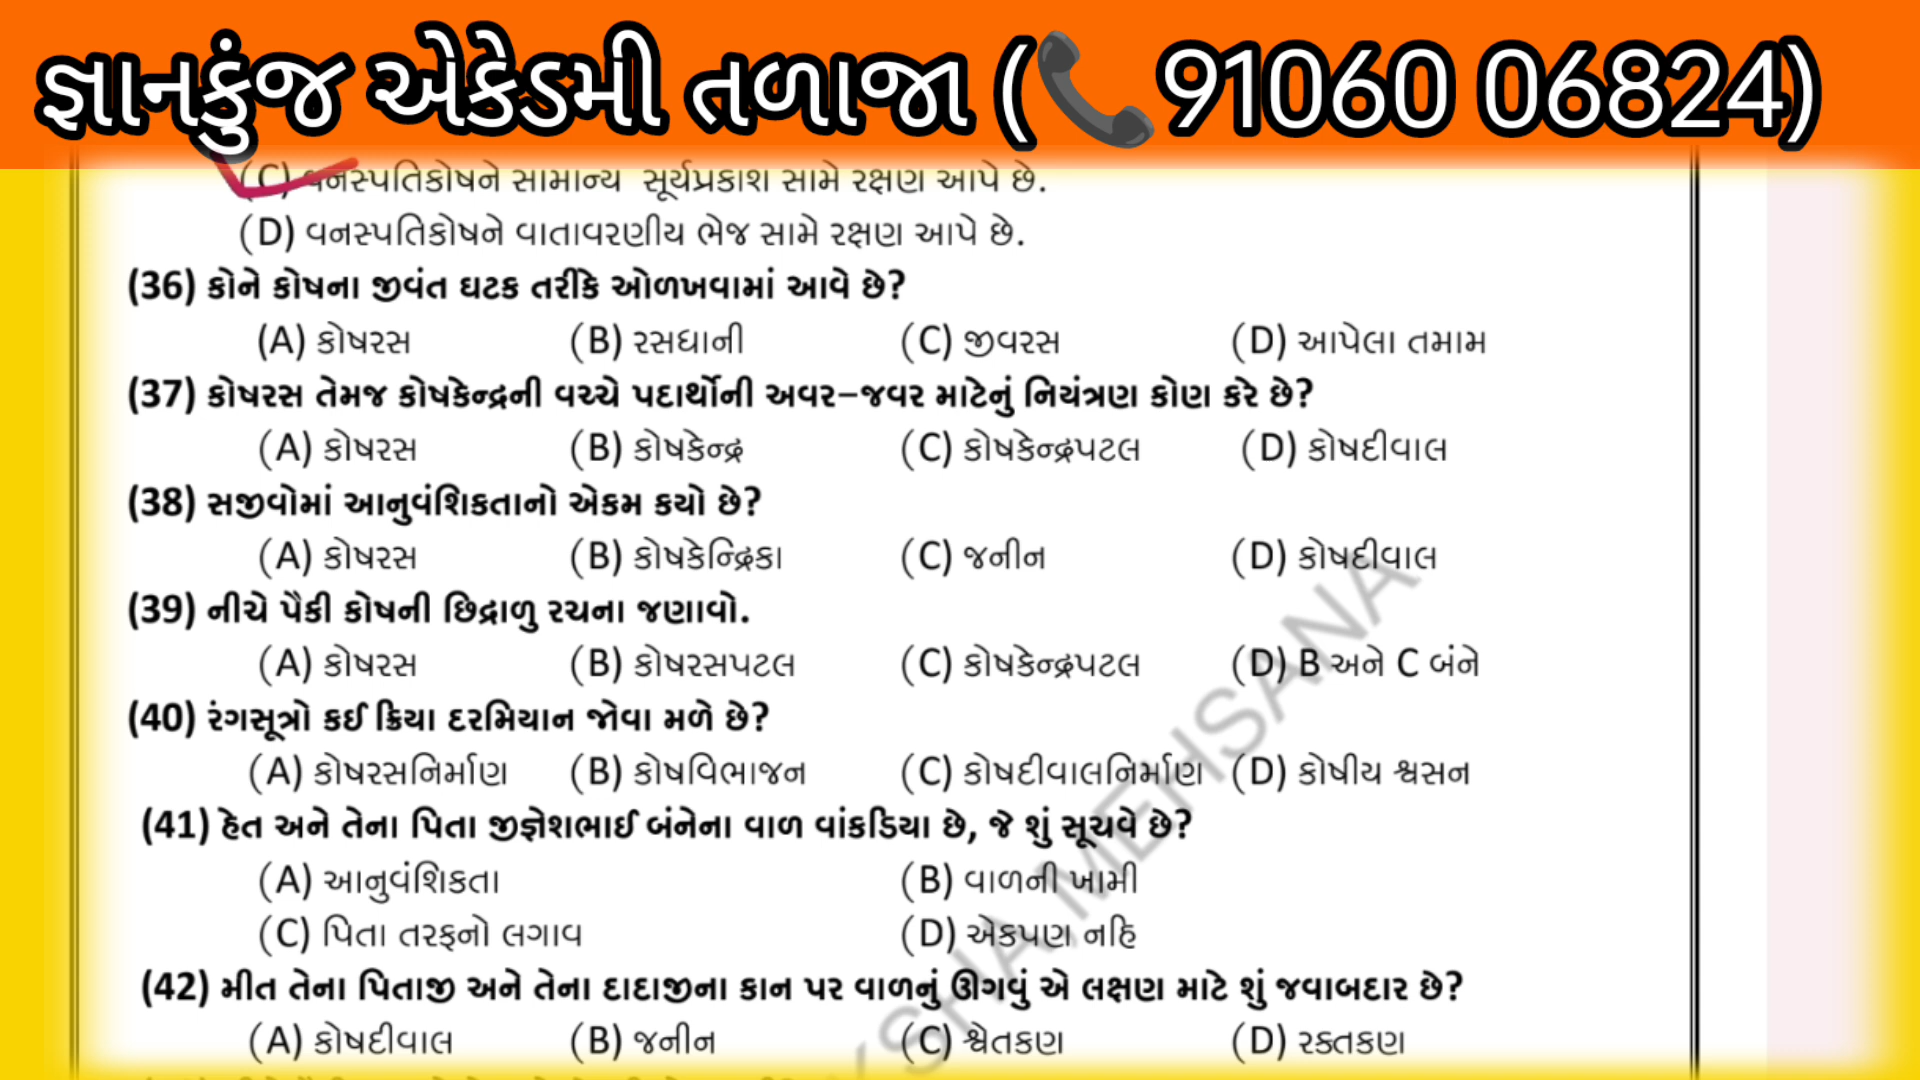 જ્ઞાનકુંજ એકેડમી તળાજા (📞91060 06824)
(C) વનસ્પતિકોષને સામાન્ય સૂર્યપ્રકાશ સામે રક્ષણ આપે છે.
(D) વનસ્પતિકોષને વાતાવરણીય ભેજ સામે રક્ષણ આપે છે.
(36) કોને કોષના જીવંત ઘટક તરીકે ઓળખવામાં આવે છે?
(A) કોષરસ (B) રસધાની (C) જીવરસ (D) આપેલા તમામ
(37) કોષરસ તેમજ કોષકેન્દ્રની વચ્ચે પદાર્થોની અવર–જવર માટેનું નિયંત્રણ કોણ કરે છે?
(A) કોષરસ (B) કોષકેન્દ્ર (C) કોષકેન્દ્રપટલ (D) કોષદીવાલ
(38) સજીવોમાં આનુવંશિકતાનો એકમ કયો છે?
(A) કોષરસ (B) કોષકેન્દ્રિકા (C) જનીન (D) કોષદીવાલ
(39) નીચે પૈકી કોષની છિદ્રાળુ રચના જણાવો.
(A) કોષરસ (B) કોષરસપટલ (C) કોષકેન્દ્રપટલ (D) B અને C બંને
(40) રંગસૂત્રો કઈ ક્રિયા દરમિયાન જોવા મળે છે?
(A) કોષરસનિર્માણ (B) કોષવિભાજન (C) કોષદીવાલનિર્માણ (D) કોષીય શ્વસન
(41) હેત અને તેના પિતા જીજ્ઞેશભાઈ બંનેના વાળ વાંકડિયા છે, જે શું સૂચવે છે?
(A) આનુવંશિકતા (B) વાળની ખામી
(C) પિતા તરફનો લગાવ (D) એકપણ નહિ
(42) મીત તેના પિતાજી અને તેના દાદાજીના કાન પર વાળનું ઊગવું એ લક્ષણ માટે શું જવાબદાર છે?
(A) કોષદીવાલ (B) જનીન (C) શ્વેતકણ (D) રક્તકણ
MEHSANA